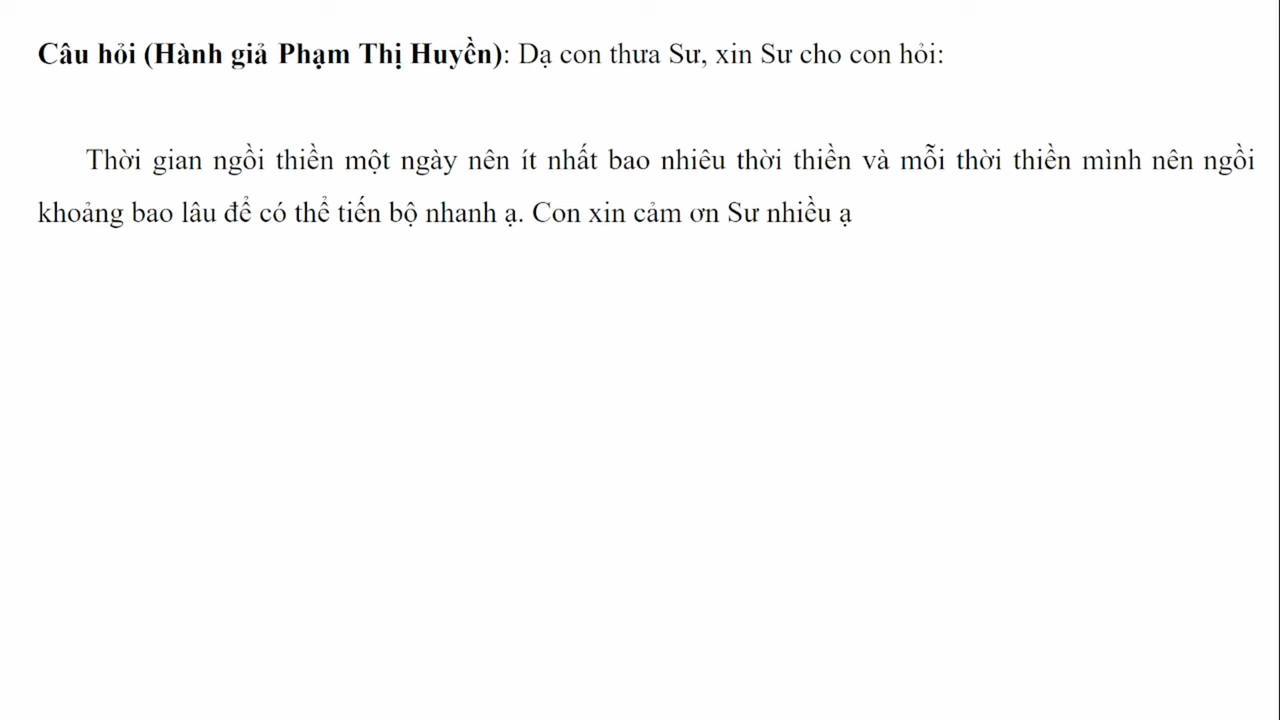 Câu hỏi (Hành giả Phạm Thị Huyền): Dạ con thưa Sư, xin Sư cho con hỏi:
Thời gian ngồi thiền một ngày nên ít nhất bao nhiêu thời thiền và mỗi thời thiền mình nên ngồi
khoảng bao lâu để có thể tiến bộ nhanh ạ. Con xin cảm ơn Sư nhiều ạ